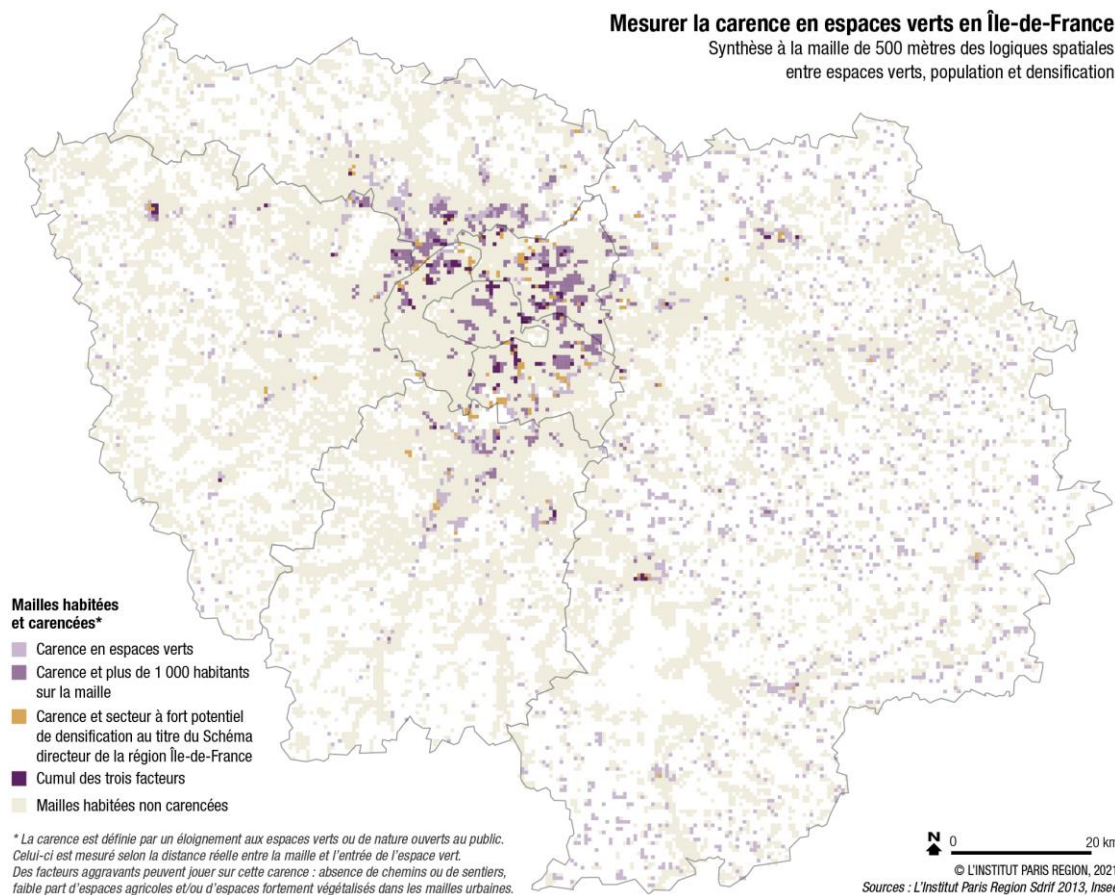 Mesurer la carence en espaces verts en Île-de-France
Synthèse à la maille de 500 mètres des logiques spatiales
entre espaces verts, population et densification
Mailles habitées
et carencées*
Carence en espaces verts
Carence et plus de 1 000 habitants
sur la maille
Carence et secteur à fort potentiel
de densification au titre du Schéma
directeur de la région Île-de-France
Cumul des trois facteurs
Mailles habitées non carencées
* La carence est définie par un éloignement aux espaces verts ou de nature ouverts au public.
Celui-ci est mesuré selon la distance réelle entre la maille et l'entrée de l'espace vert.
Des facteurs aggravants peuvent jouer sur cette carence : absence de chemins ou de sentiers,
faible part d'espaces agricoles et/ou d'espaces fortement végétalisés dans les mailles urbaines.
N
0 20 km
© L'INSTITUT PARIS REGION, 202
Sources : L'Institut Paris Region Sdrif 2013, Insee